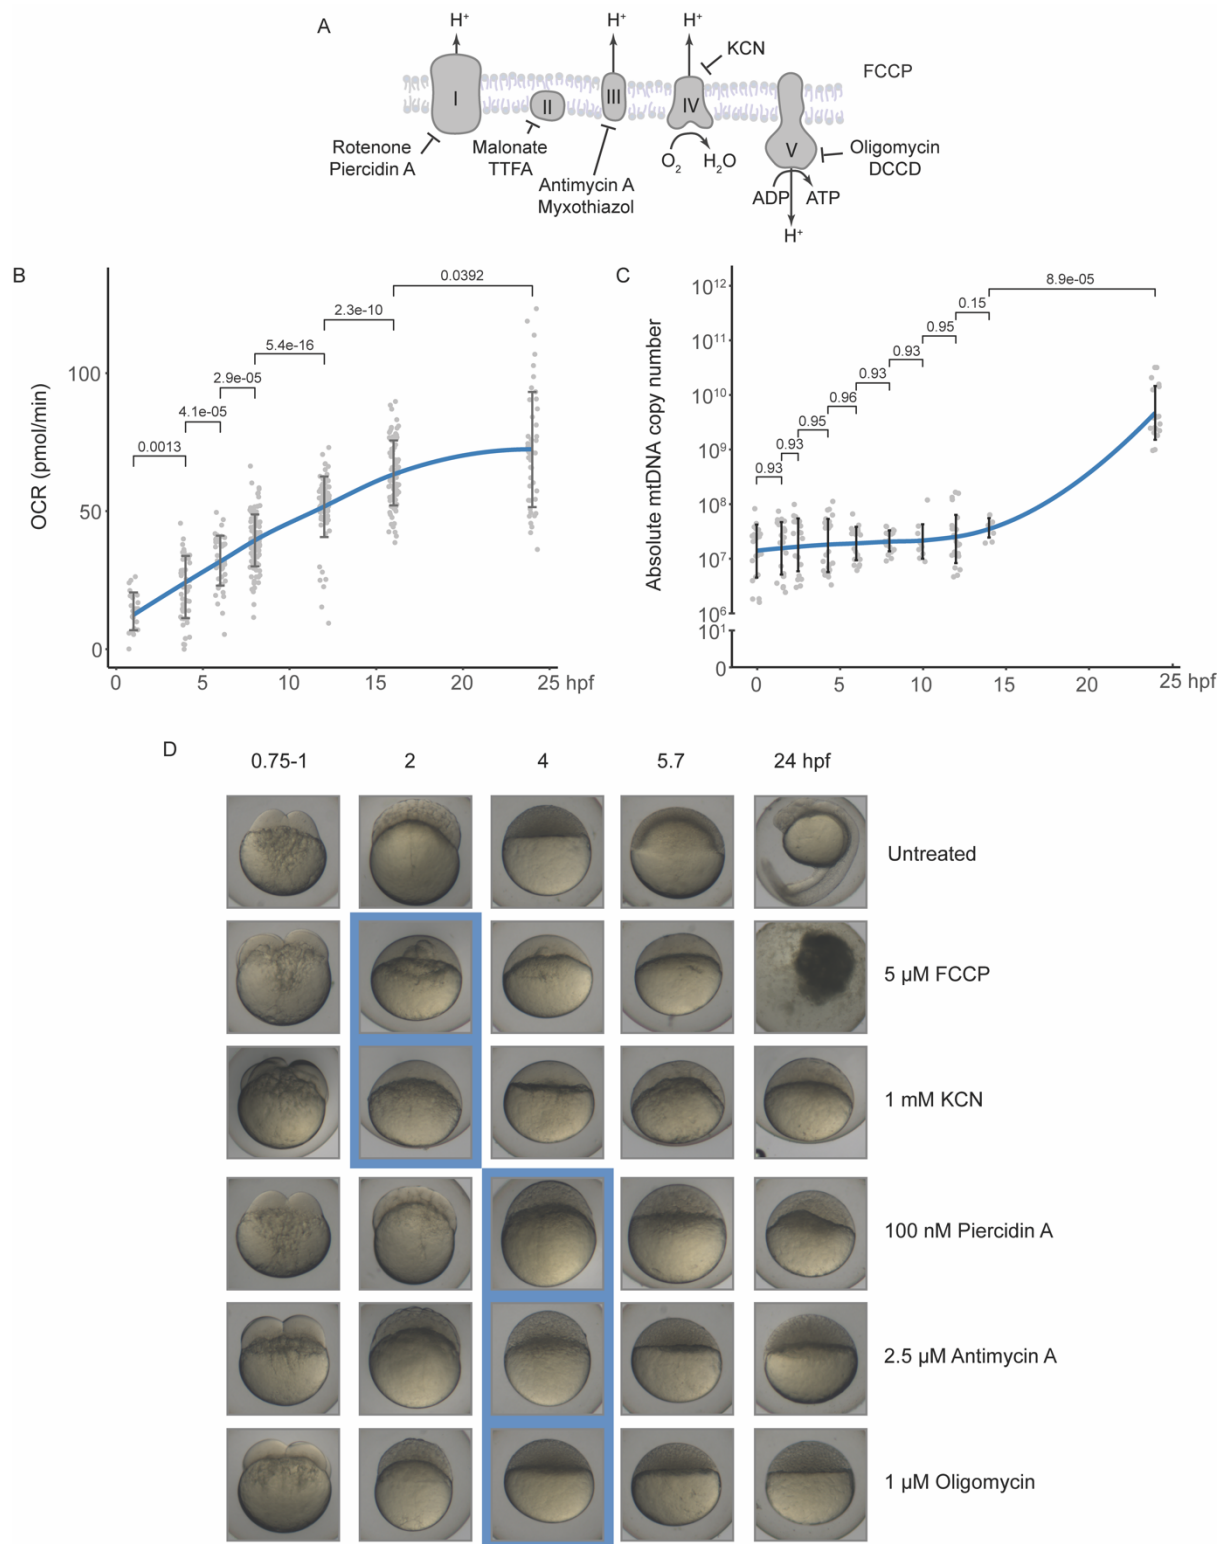 A
H⁺
H⁺
H⁺
KCN
FCCP
I
II
III
IV
V
Rotenone
Piercidin A
Malonate
TTFA
Antimycin A
Myxothiazol
O₂
H₂O
Oligomycin
DCCD
ADP
ATP
H⁺
B
OCR (pmol/min)
100
50
0
0.0013
4.1e-05
2.9e-05
5.4e-16
2.3e-10
0.0392
0 5 10 15 20 25 hpf
C
Absolute mtDNA copy number
10¹²
10¹¹
10¹⁰
10⁹
10⁸
10⁷
10⁶
10¹
0
0.93
0.93
0.95
0.96
0.93
0.93
0.95
0.15
8.9e-05
0 5 10 15 20 25 hpf
D
0.75-1 2 4 5.7 24 hpf
Untreated
5 µM FCCP
1 mM KCN
100 nM Piercidin A
2.5 µM Antimycin A
1 µM Oligomycin